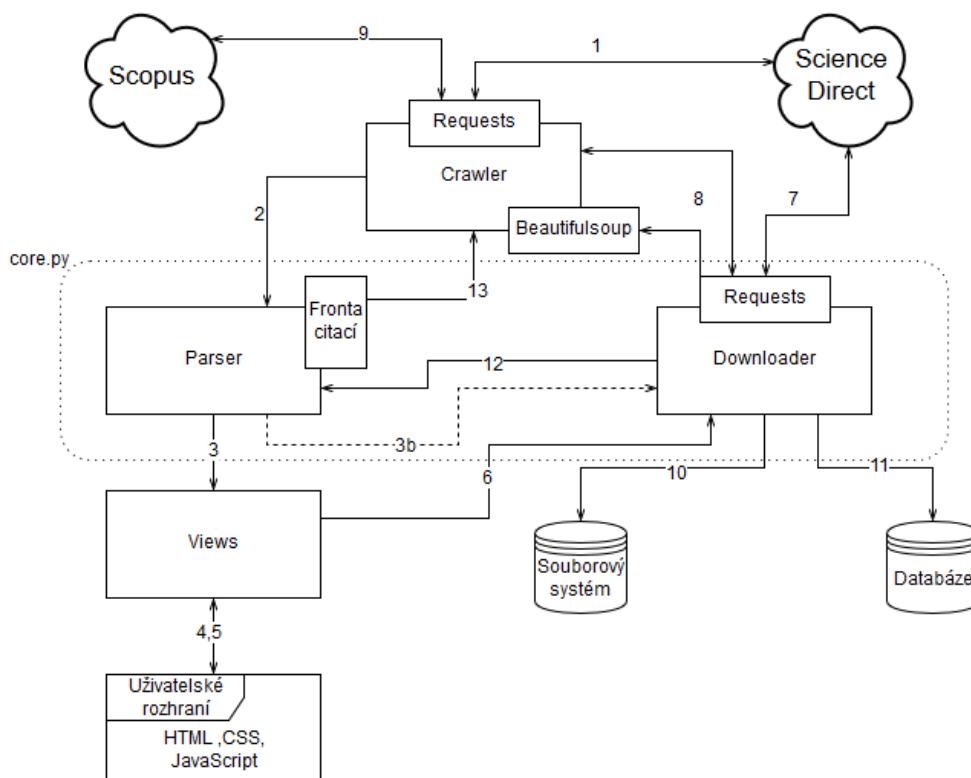 9
1
Scopus
Science
Direct
Requests
Crawler
2
8
7
Beautifulsoup
core.py
13
Requests
Fronta
citací
Parser
Downloader
12
3
3b
6
10
11
Views
Souborový
systém
Databáze
4,5
Uživatelské
rozhraní
HTML ,CSS,
JavaScript